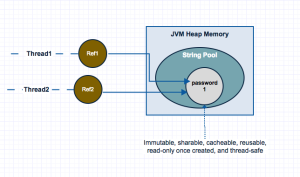 JVM Heap Memory
String Pool
Thread1
Ref1
password
1
Thread2
Ref2
Immutable, sharable, cacheable, reusable,
read-only once created, and thread-safe